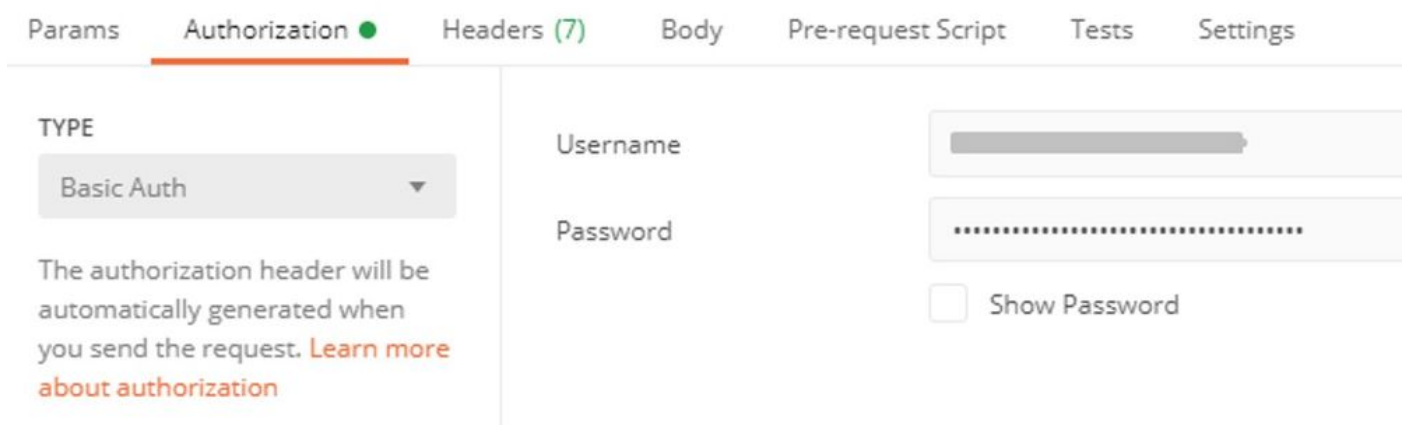 Params Authorization Headers (7) Body Pre-request Script Tests Settings
TYPE
Basic Auth
The authorization header will be
automatically generated when
you send the request. Learn more
about authorization
Username
Password
••••••••••••••••••••••••••••••••••••
Show Password